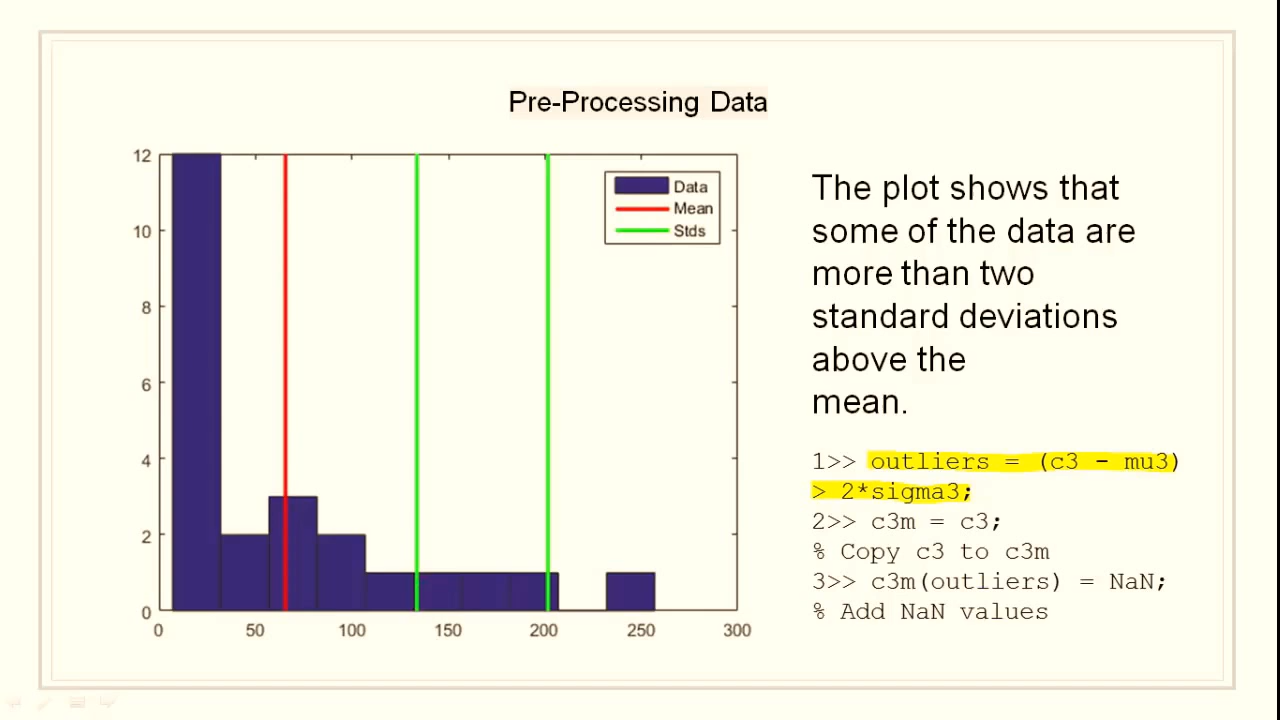 Pre-Processing Data
12
10
8
6
4
2
0
0 50 100 150 200 250 300
Data
Mean
Stds
The plot shows that
some of the data are
more than two
standard deviations
above the
mean.
1>> outliers = (c3 - mu3)
> 2*sigma3;
2>> c3m = c3;
% Copy c3 to c3m
3>> c3m(outliers) = NaN;
% Add NaN values